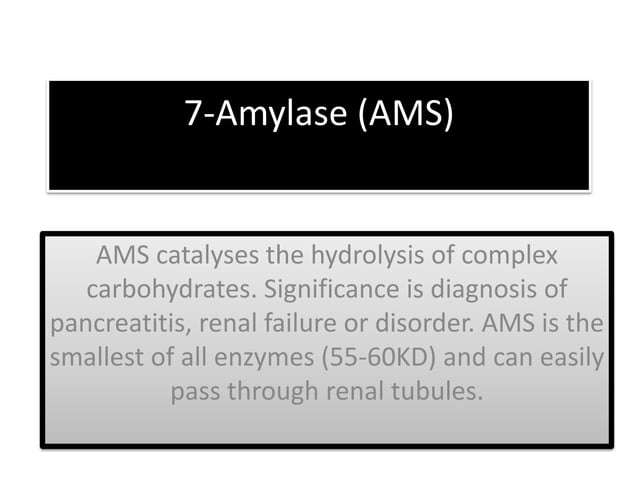 7-Amylase (AMS)
AMS catalyses the hydrolysis of complex
carbohydrates. Significance is diagnosis of
pancreatitis, renal failure or disorder. AMS is the
smallest of all enzymes (55-60KD) and can easily
pass through renal tubules.